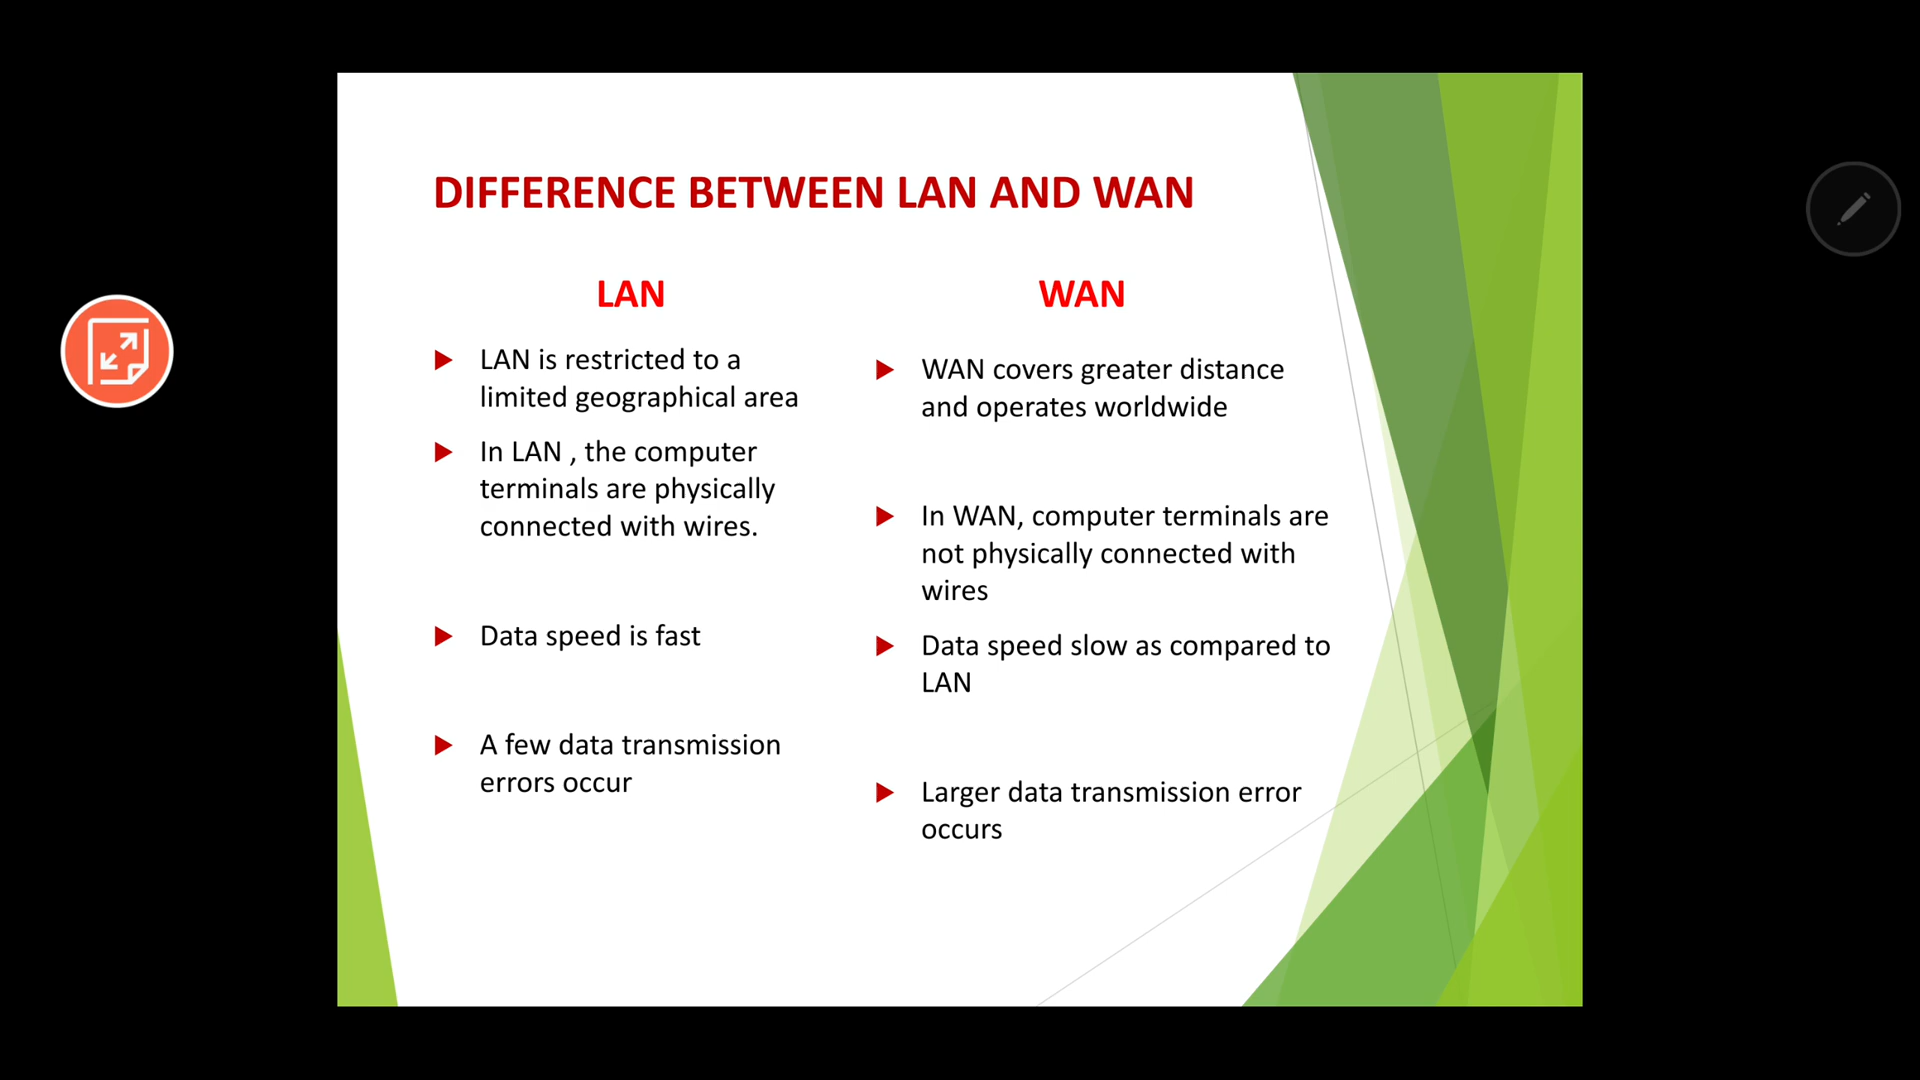 DIFFERENCE BETWEEN LAN AND WAN
LAN
LAN is restricted to a
limited geographical area
In LAN , the computer
terminals are physically
connected with wires.
Data speed is fast
A few data transmission
errors occur
WAN
WAN covers greater distance
and operates worldwide
In WAN, computer terminals are
not physically connected with
wires
Data speed slow as compared to
LAN
Larger data transmission error
occurs